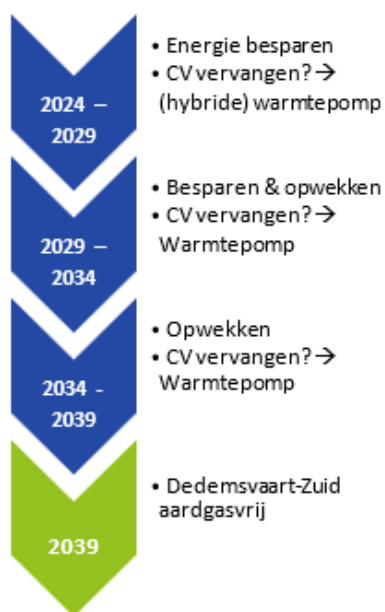 2024 –
2029
• Energie besparen
• CV vervangen? →
(hybride) warmtepomp
2029 –
2034
• Besparen & opwekken
• CV vervangen? →
Warmtepomp
2034 -
2039
• Opwekken
• CV vervangen? →
Warmtepomp
2039
• Dedemsvaart-Zuid
aardgasvrij